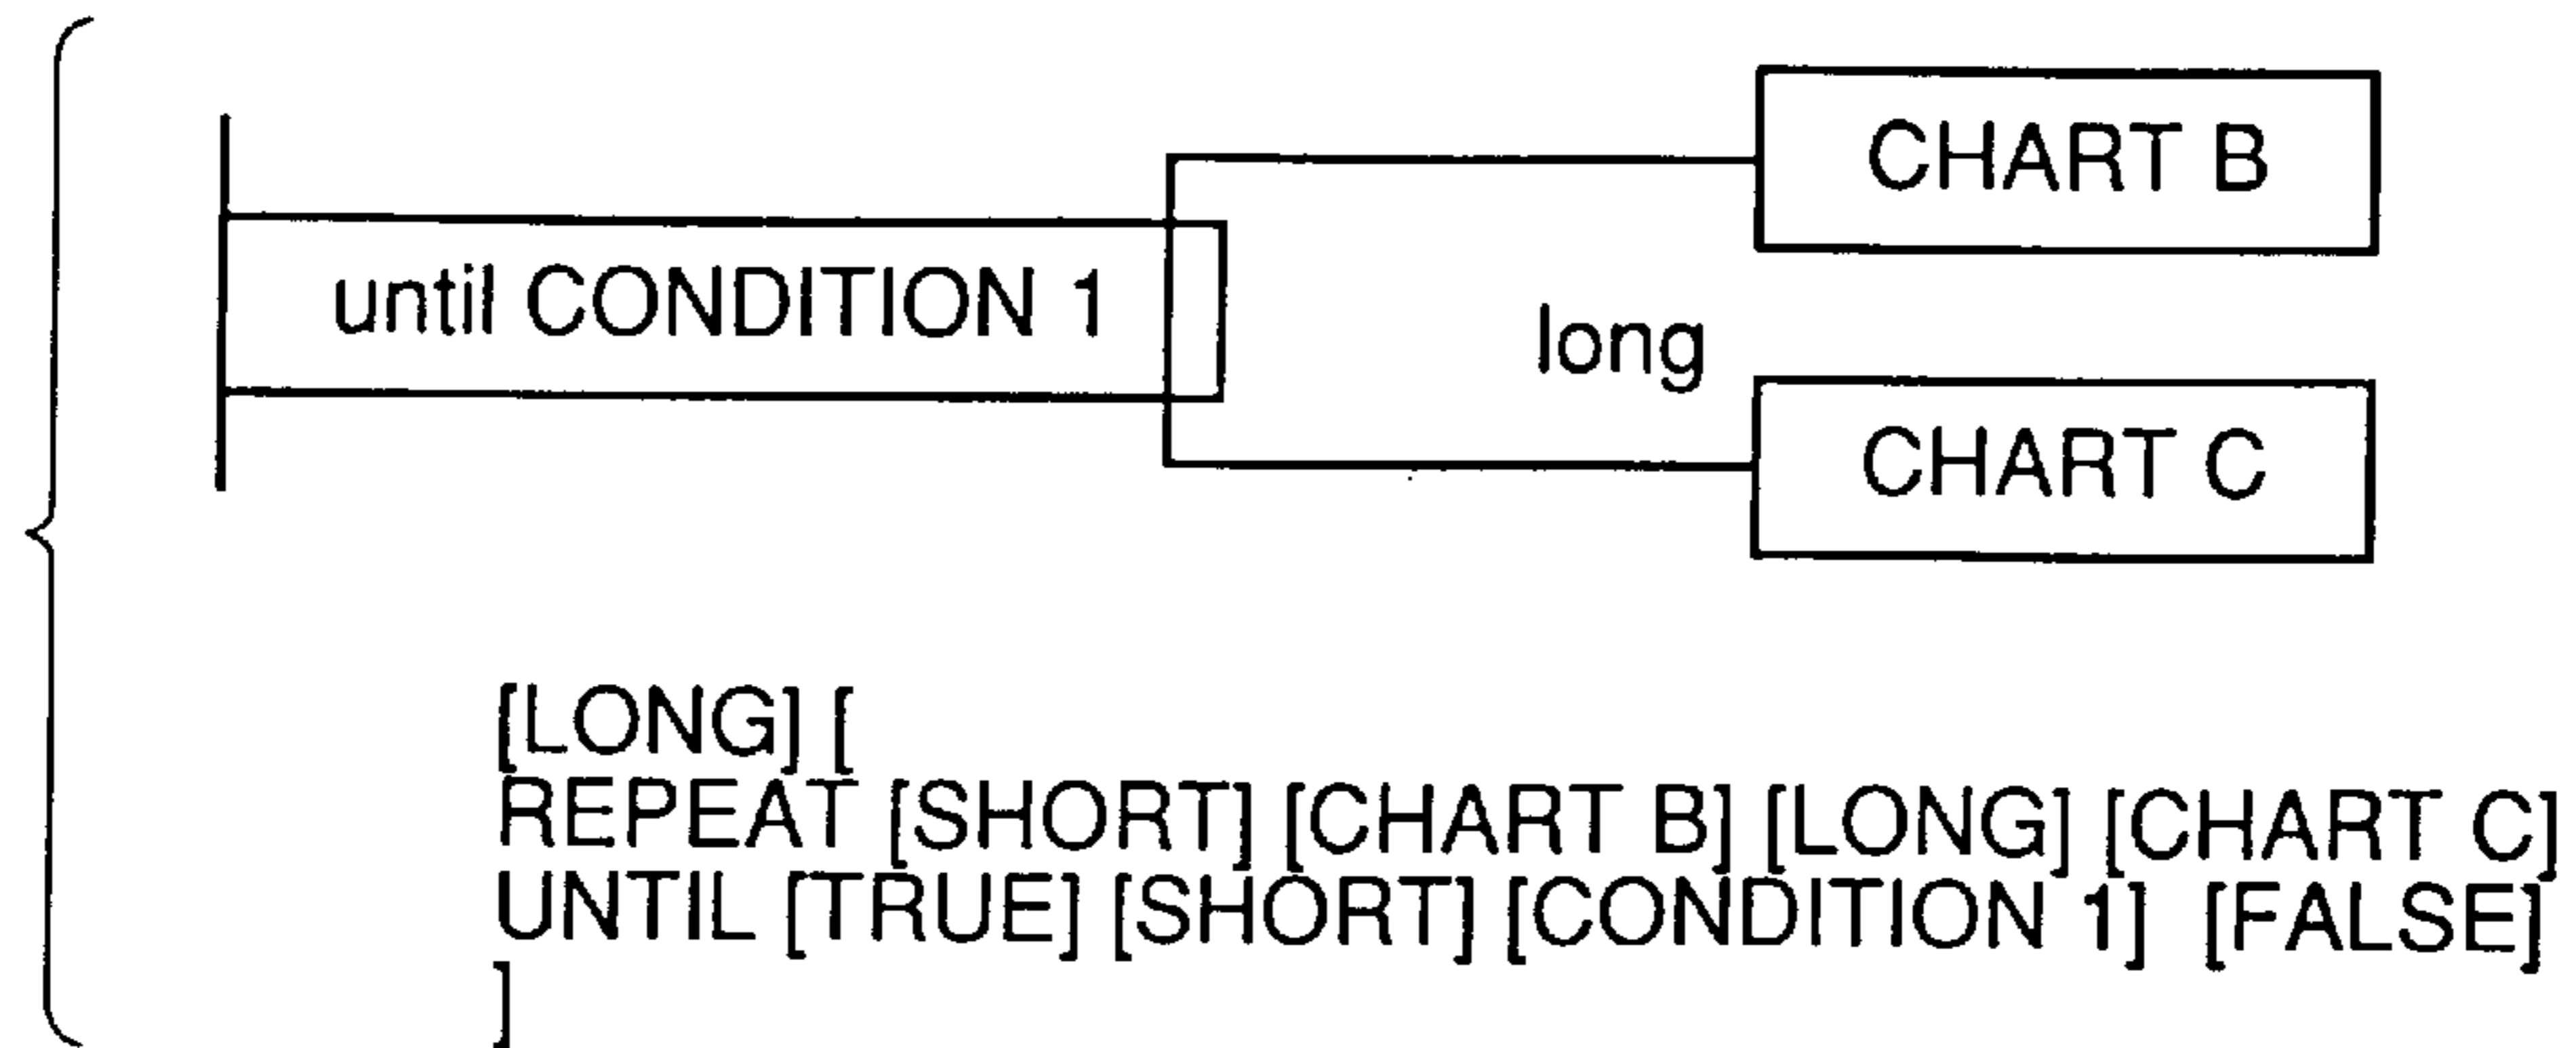 CHART B
until CONDITION 1
long
CHART C
[LONG] [
REPEAT [SHORT] [CHART B] [LONG] [CHART C]
UNTIL [TRUE] [SHORT] [CONDITION 1] [FALSE]
]